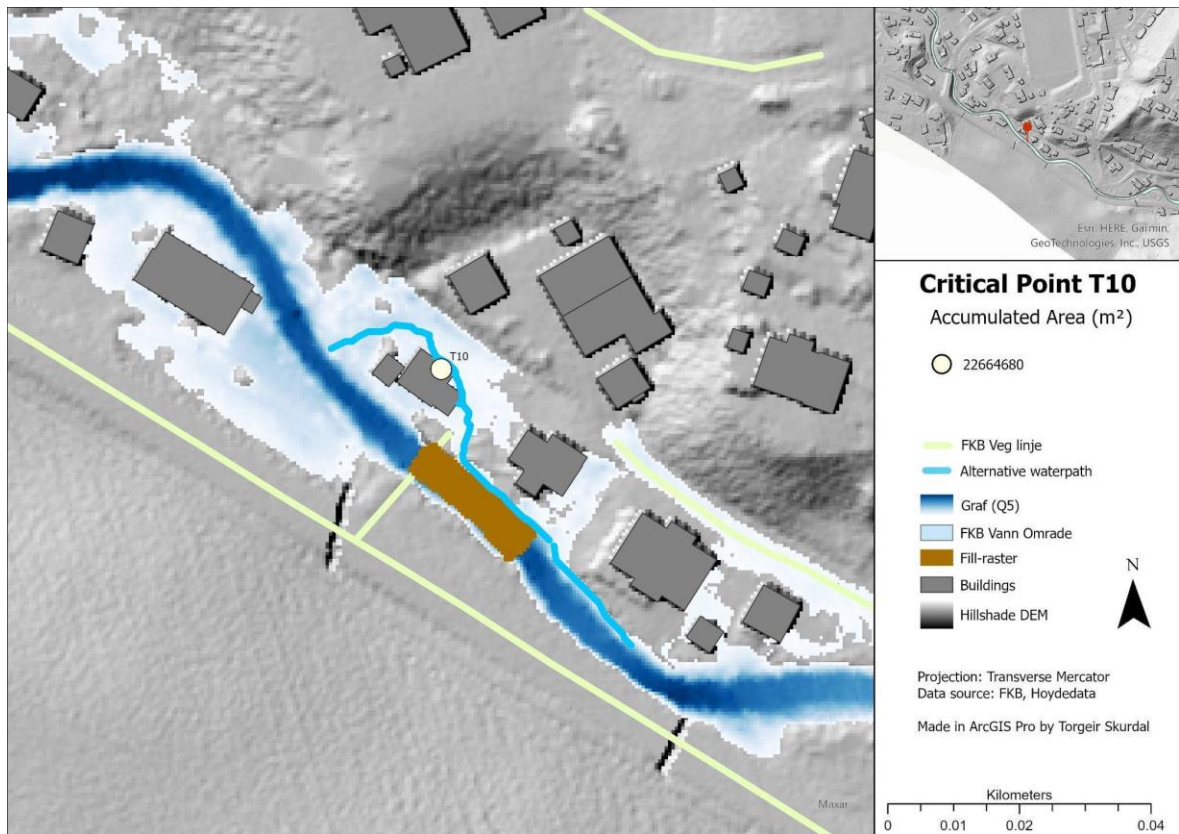 T10
Maxar
Esri, HERE, Garmin,
GeoTechnologies, Inc., USGS
Critical Point T10
Accumulated Area (m²)
22664680
FKB Veg linje
Alternative waterpath
Graf (Q5)
FKB Vann Omrade
Fill-raster
Buildings
Hillshade DEM
N
Projection: Transverse Mercator
Data source: FKB, Hoydedata
Made in ArcGIS Pro by Torgeir Skurdal
Kilometers
0 0.01 0.02 0.04